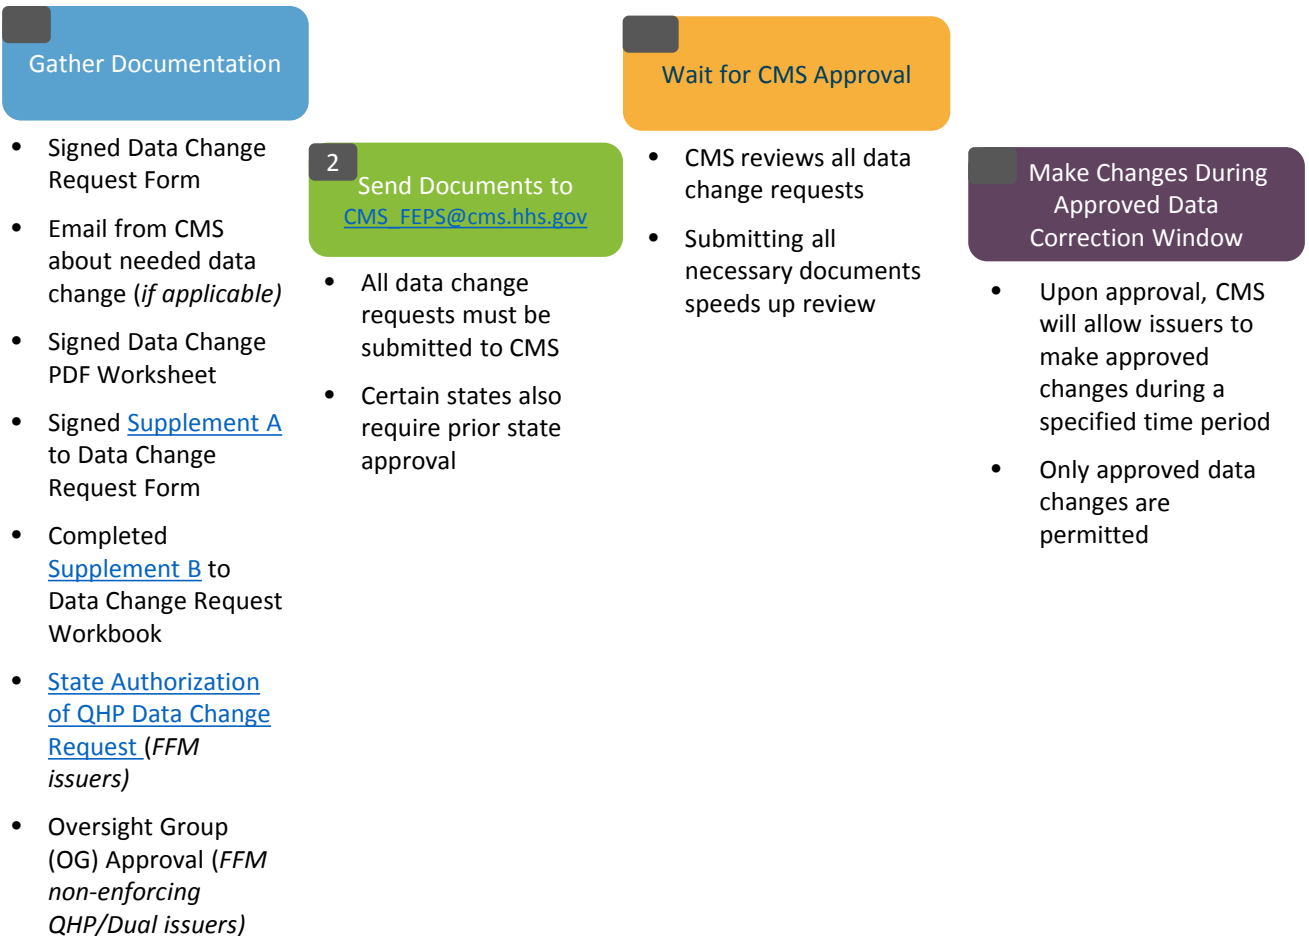 Gather Documentation
• Signed Data Change
Request Form
• Email from CMS
about needed data
change (if applicable)
• Signed Data Change
PDF Worksheet
• Signed Supplement A
to Data Change
Request Form
• Completed
Supplement B to
Data Change Request
Workbook
• State Authorization
of QHP Data Change
Request (FFM
issuers)
• Oversight Group
(OG) Approval (FFM
non-enforcing
QHP/Dual issuers)
2
Send Documents to
CMS_FEPS@cms.hhs.gov
• All data change
requests must be
submitted to CMS
• Certain states also
require prior state
approval
Wait for CMS Approval
• CMS reviews all data
change requests
• Submitting all
necessary documents
speeds up review
Make Changes During
Approved Data
Correction Window
• Upon approval, CMS
will allow issuers to
make approved
changes during a
specified time period
• Only approved data
changes are
permitted